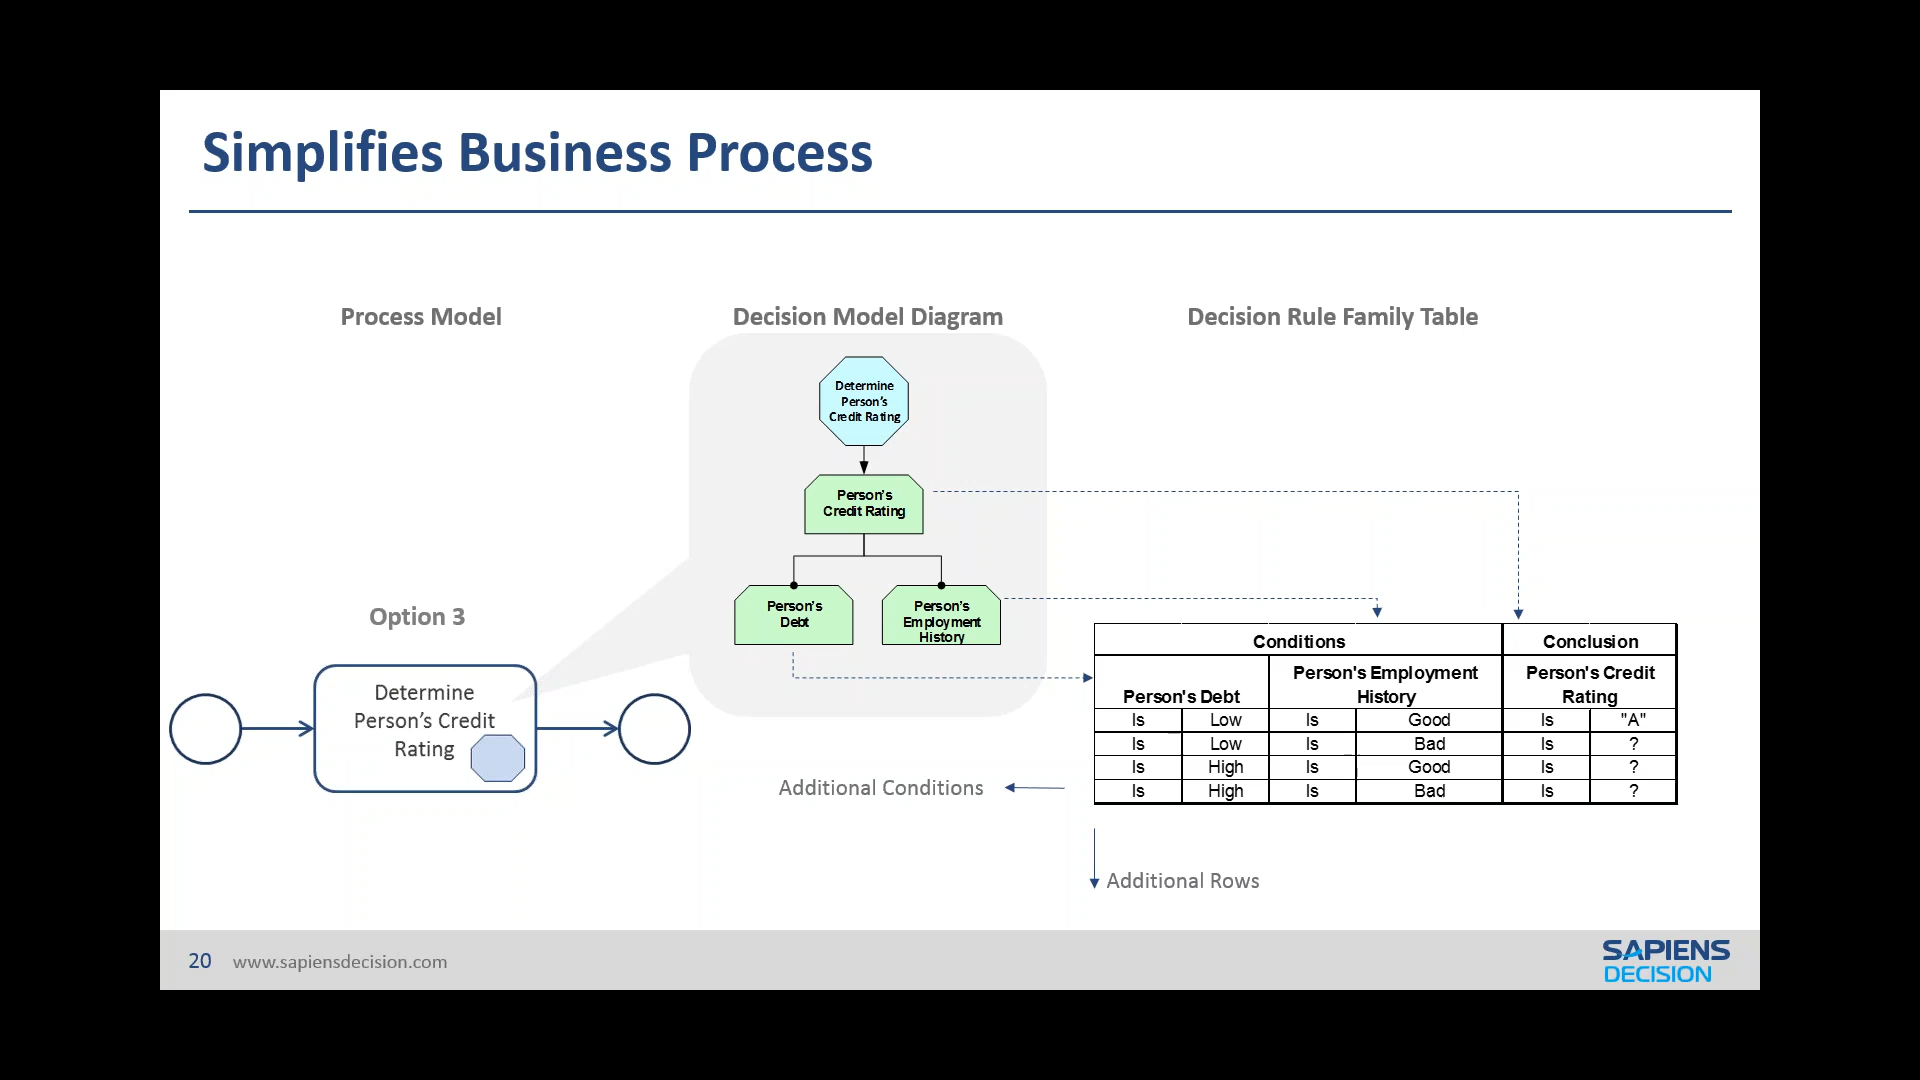 Simplifies Business Process
Process Model
Decision Model Diagram
Decision Rule Family Table
Determine
Person's
Credit Rating
Person's
Credit Rating
Person's
Debt
Person's
Employment
History
Option 3
Determine
Person’s Credit
Rating
Conditions Conclusion
Person's Debt Person's Employment History Person's Credit Rating
Is Low Is Good Is "A"
Is Low Is Bad Is ?
Is High Is Good Is ?
Is High Is Bad Is ?
Additional Conditions
Additional Rows
20 www.sapiensdecision.com
SAPIENS
DECISION